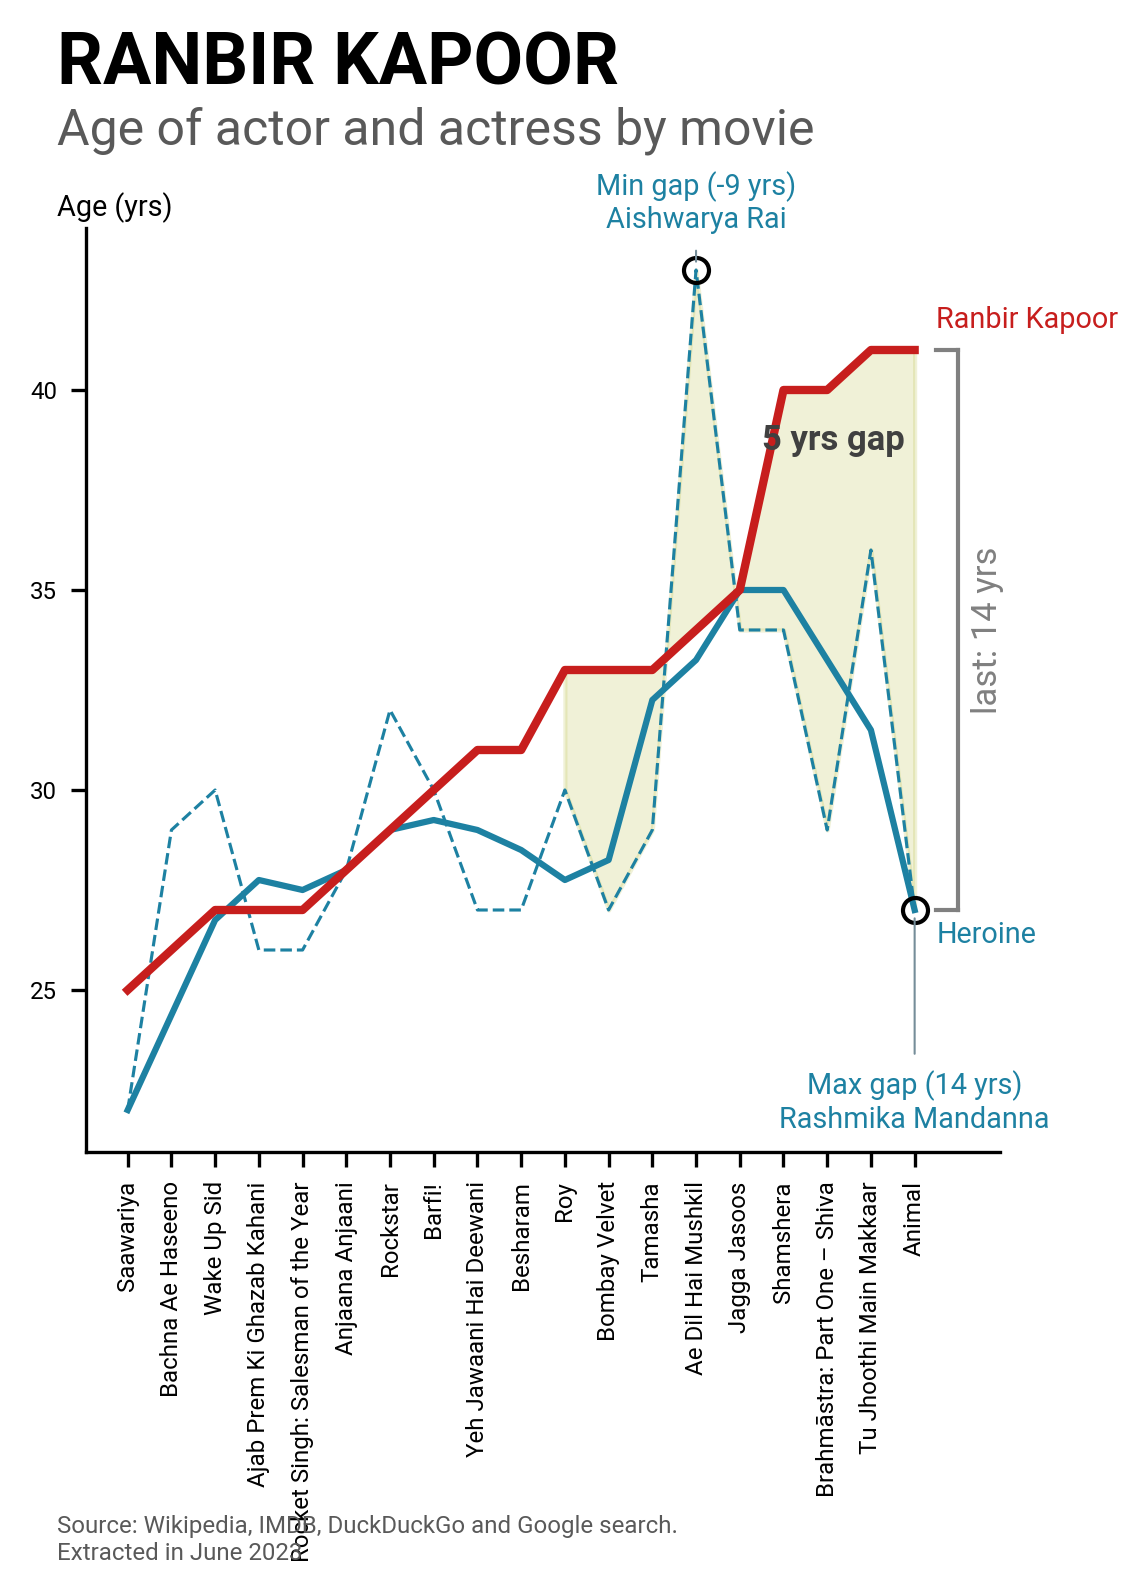 RANBIR KAPOOR
Age of actor and actress by movie
Min gap (-9 yrs)
Aishwarya Rai
Age (yrs)
Ranbir Kapoor
40
5 yrs gap
35
last: 14 yrs
30
Heroine
25
Max gap (14 yrs)
Rashmika Mandanna
Saawariya
Bachna Ae Haseeno
Wake Up Sid
Ajab Prem Ki Ghazab Kahani
Rocket Singh: Salesman of the Year
Anjaana Anjaani
Rockstar
Barfi!
Yeh Jawaani Hai Deewani
Besharam
Roy
Bombay Velvet
Tamasha
Ae Dil Hai Mushkil
Jagga Jasoos
Shamshera
Brahmāstra: Part One – Shiva
Tu Jhoothi Main Makkaar
Animal
Source: Wikipedia, IMDB, DuckDuckGo and Google search.
Extracted in June 2023